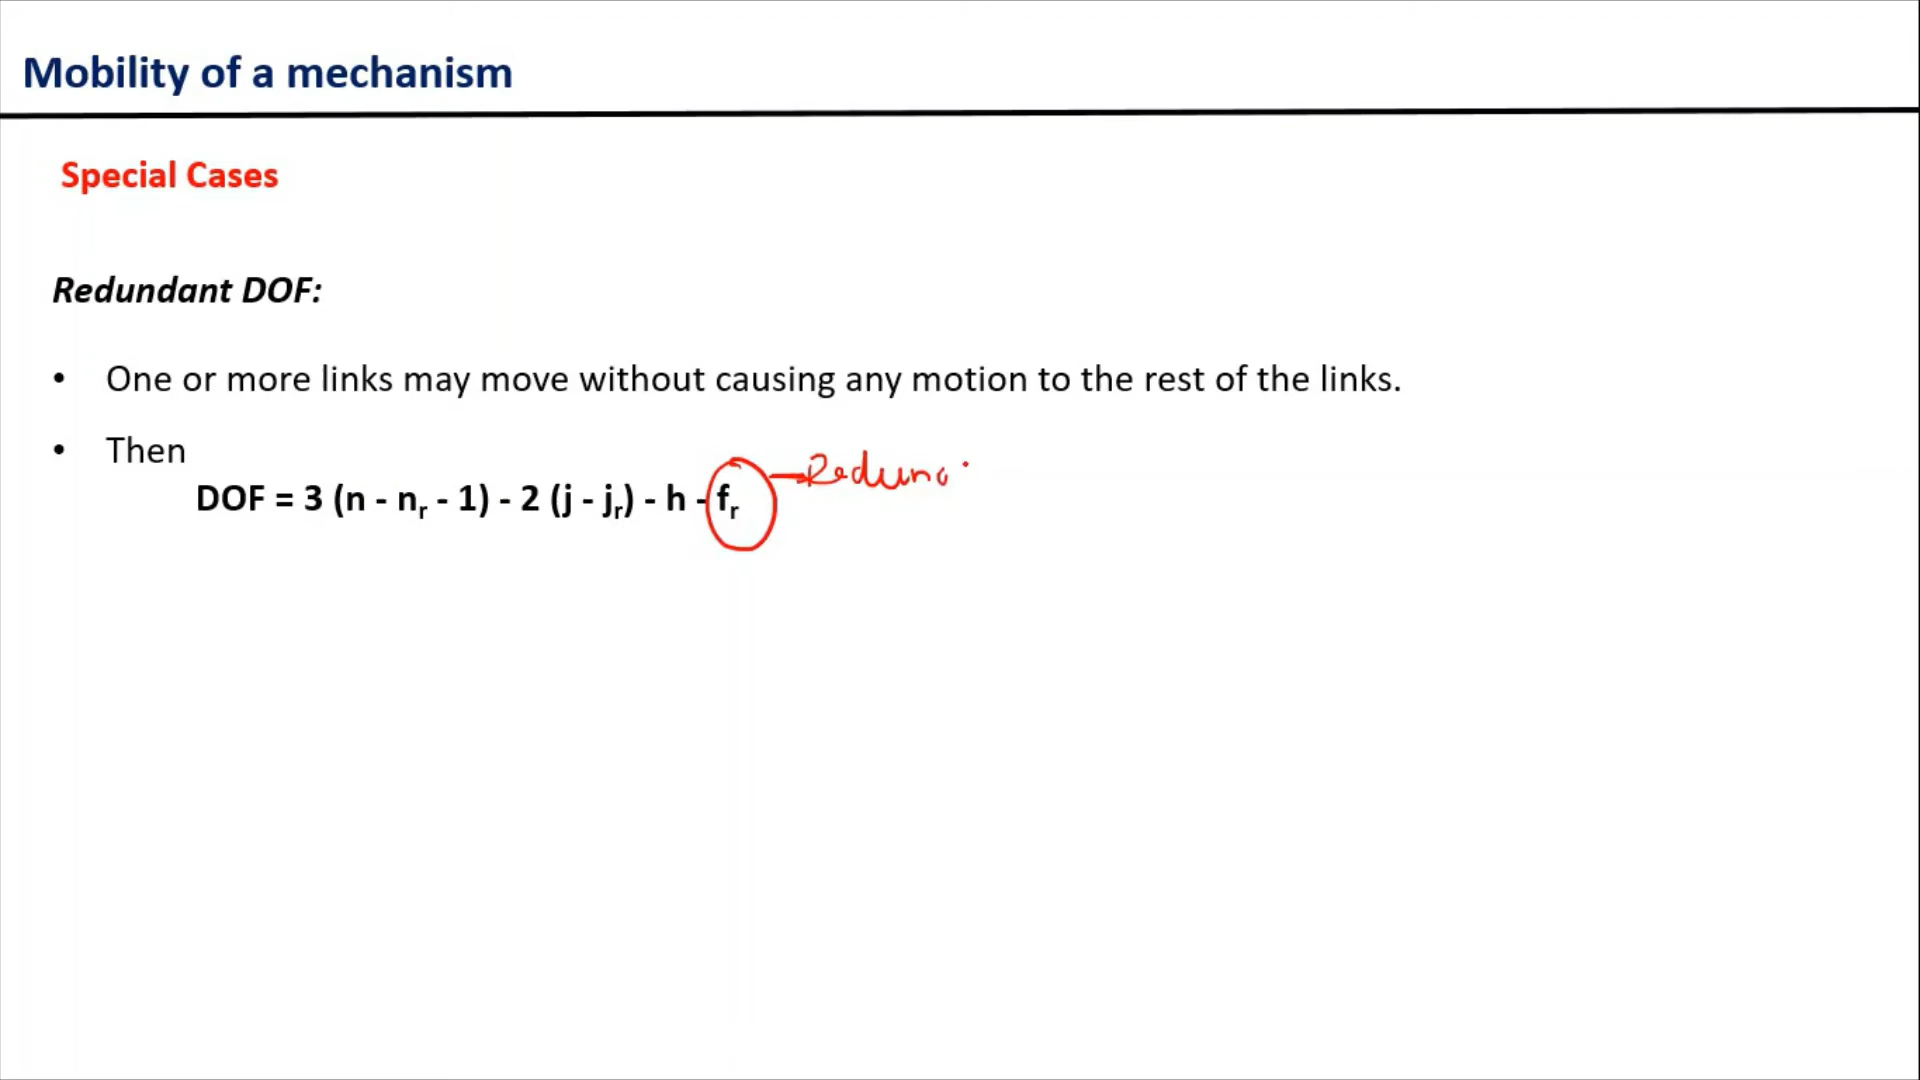 Mobility of a mechanism
Special Cases
Redundant DOF:
• One or more links may move without causing any motion to the rest of the links.
• Then
DOF = 3 (n - nᵣ - 1) - 2 (j - jᵣ) - h - fᵣ